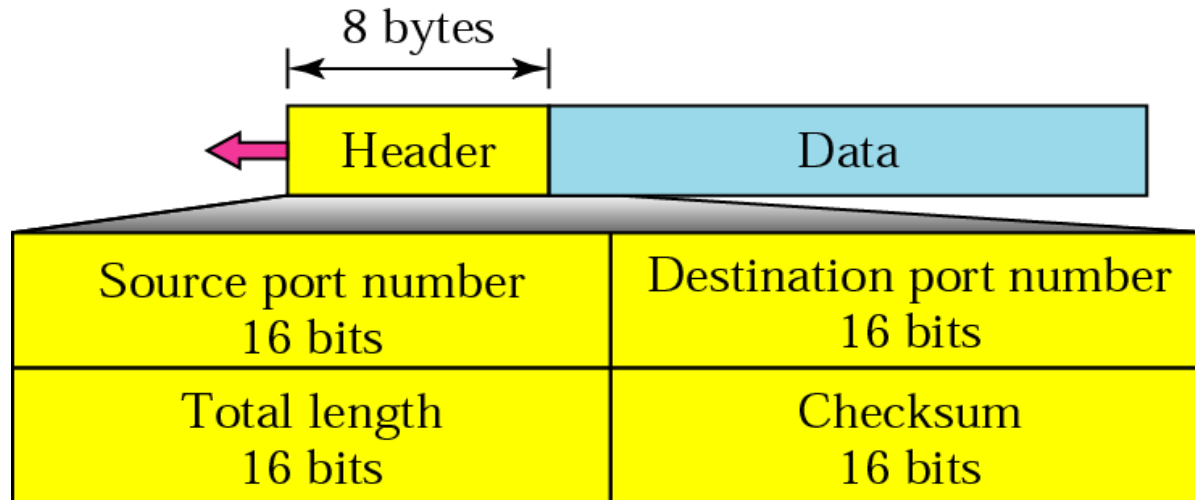 8 bytes
Header
Data
Source port number
16 bits
Destination port number
16 bits
Total length
16 bits
Checksum
16 bits